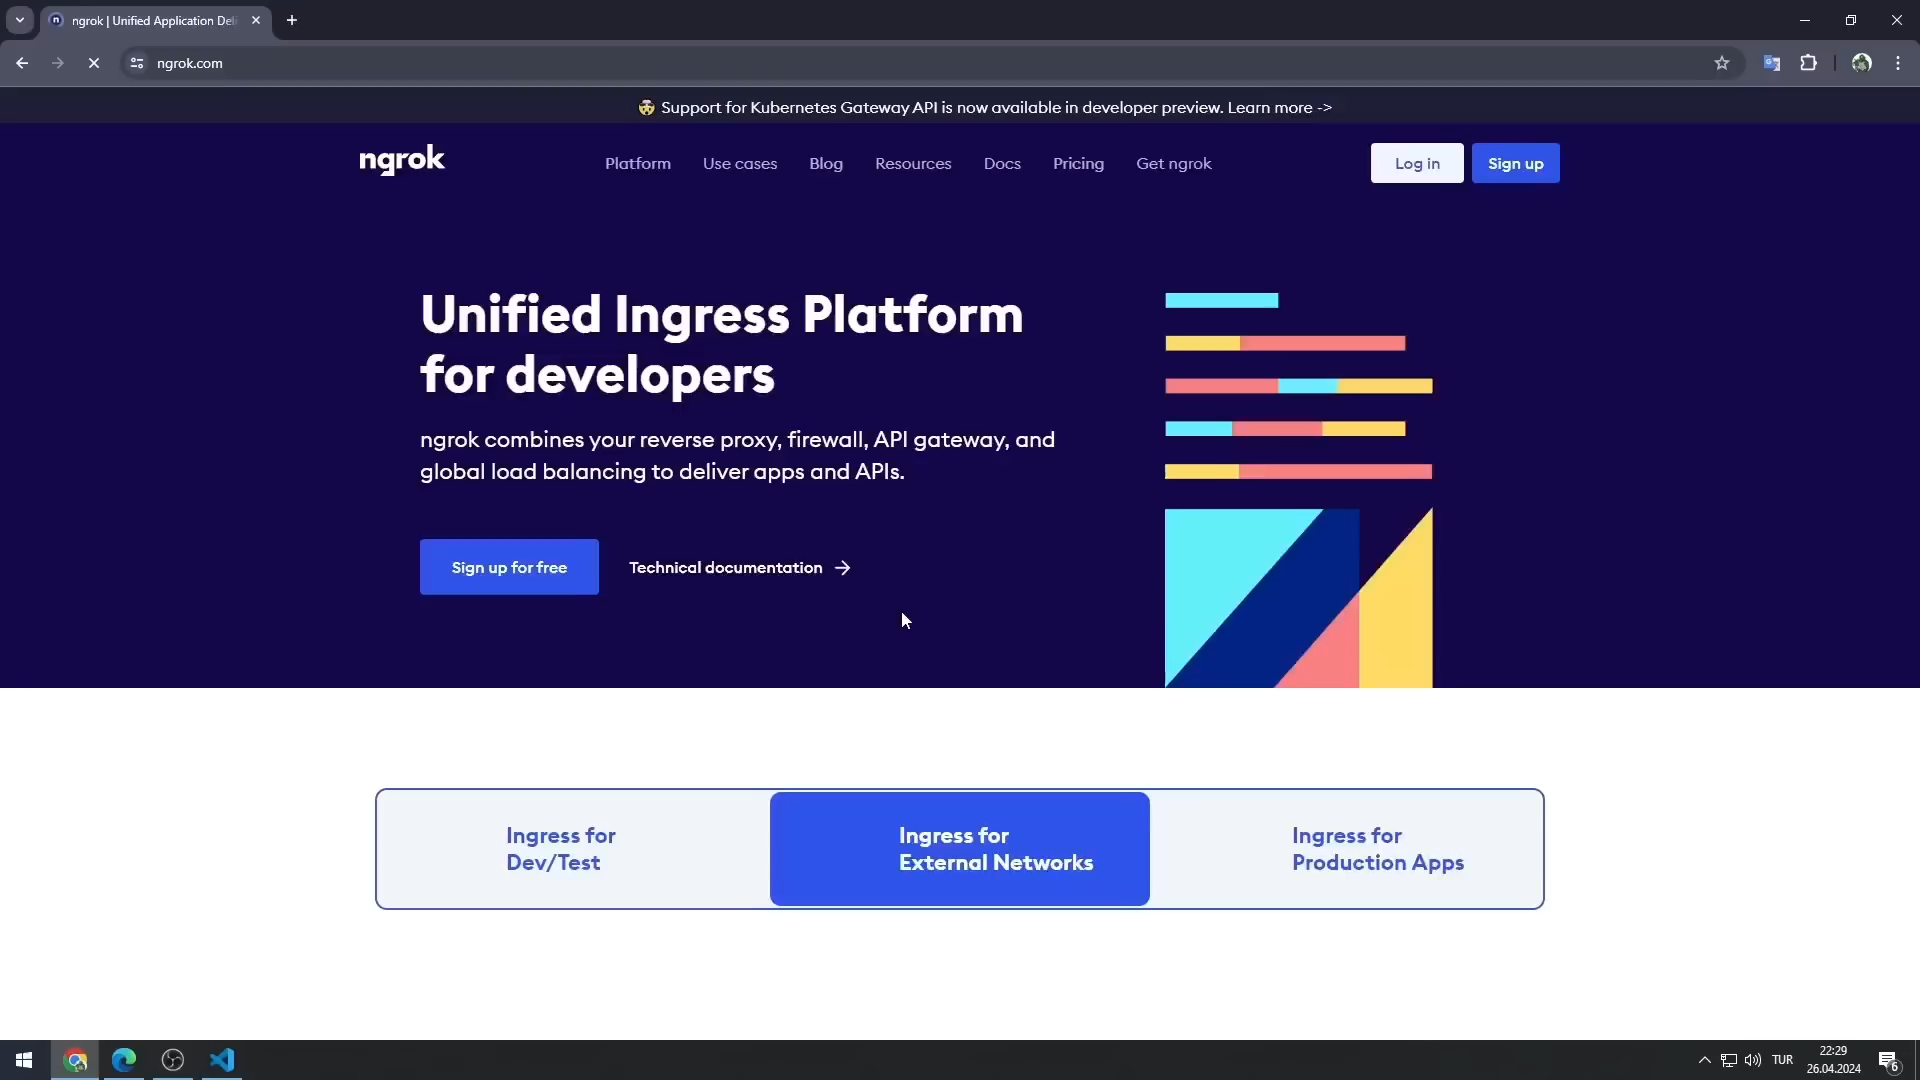 ngrok | Unified Application Deli
ngrok.com
Support for Kubernetes Gateway API is now available in developer preview. Learn more ->
ngrok
Platform
Use cases
Blog
Resources
Docs
Pricing
Get ngrok
Log in
Sign up
Unified Ingress Platform
for developers
ngrok combines your reverse proxy, firewall, API gateway, and
global load balancing to deliver apps and APIs.
Sign up for free
Technical documentation →
Ingress for
Dev/Test
Ingress for
External Networks
Ingress for
Production Apps
TUR
22:29
26.04.2024
6